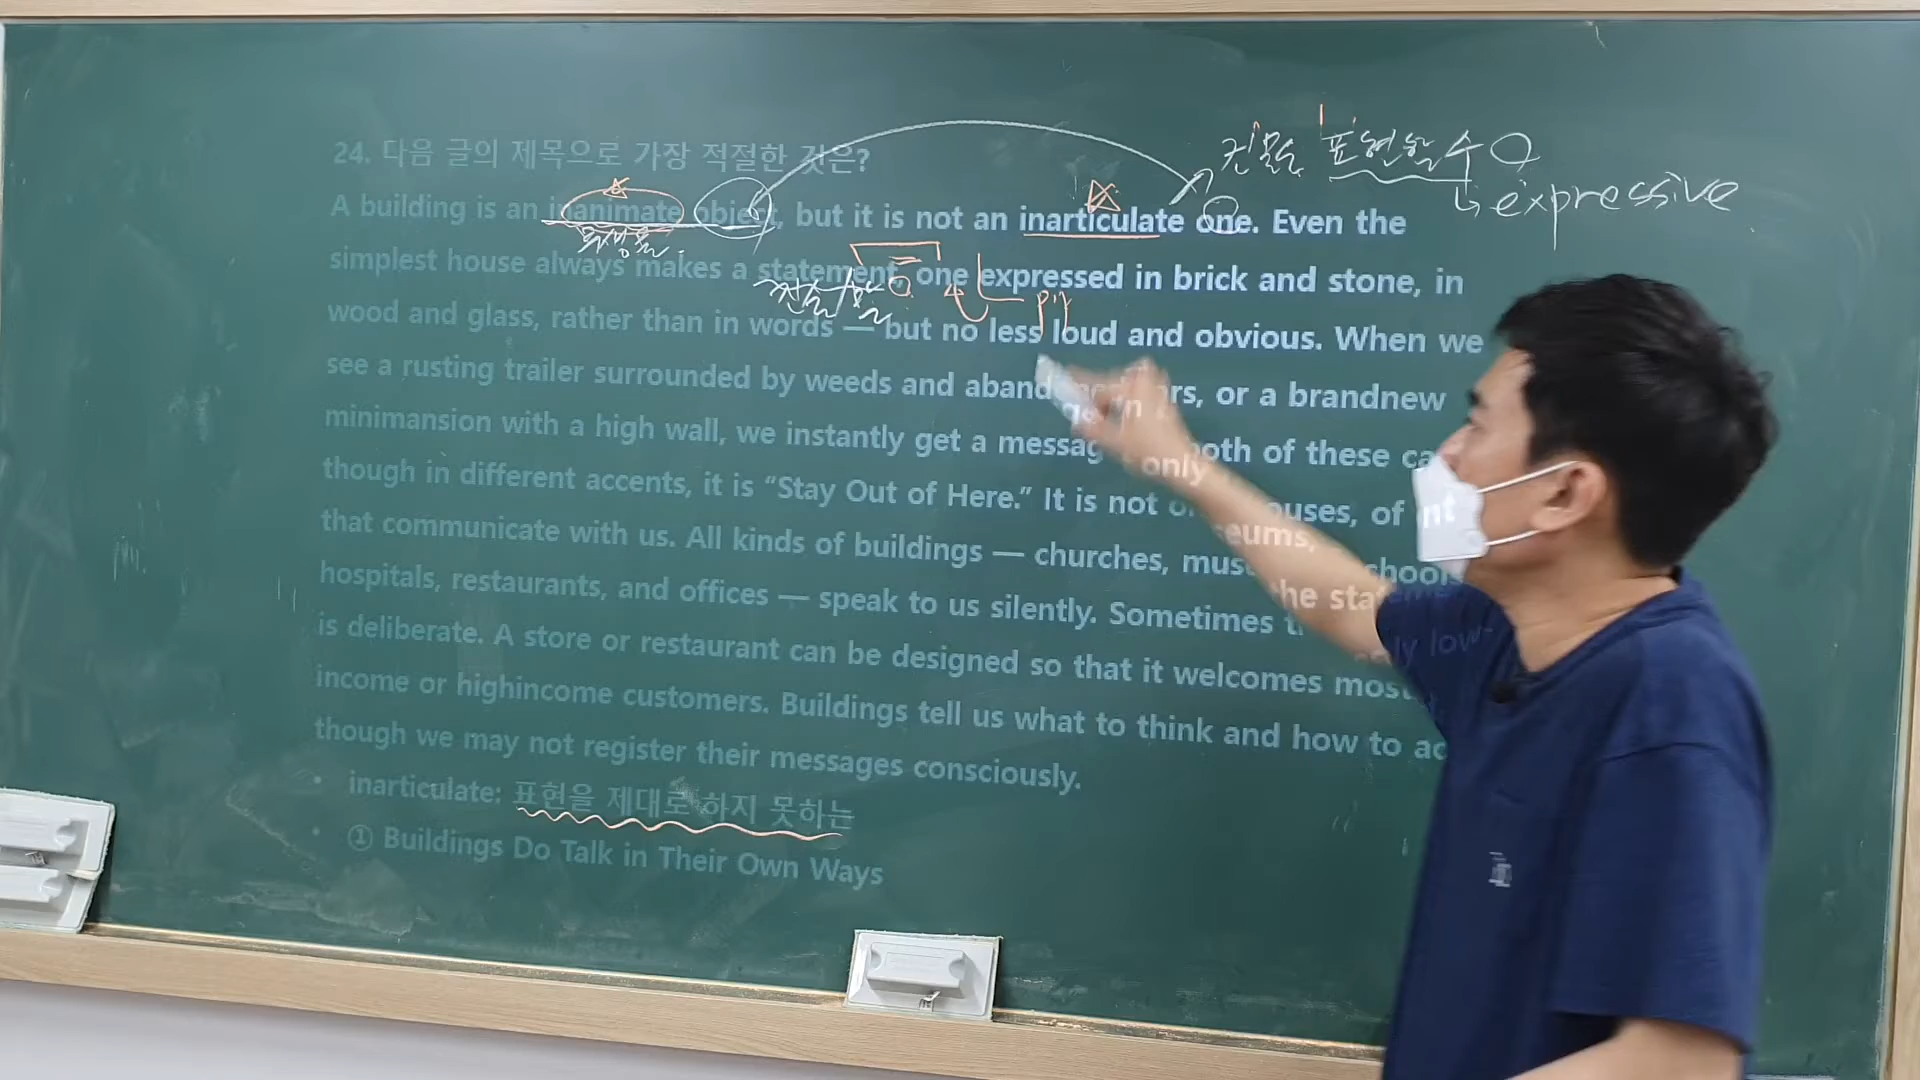 건물은 표현할 수 O
→ expressive
24. 다음 글의 제목으로 가장 적절한 것은?
A building is an inanimate object, but it is not an inarticulate one. Even the
무생물.
simplest house always makes a statement, one expressed in brick and stone, in
p.p
wood and glass, rather than in words — but no less loud and obvious. When we
see a rusting trailer surrounded by weeds and abandoned cars, or a brandnew
minimansion with a high wall, we instantly get a message. both of these
though in different accents, it is “Stay Out of Here.” It is not only houses, of
that communicate with us. All kinds of buildings — churches, museums,
hospitals, restaurants, and offices — speak to us silently. Sometimes the
is deliberate. A store or restaurant can be designed so that it welcomes low-
income or highincome customers. Buildings tell us what to think and how to
though we may not register their messages consciously.
• inarticulate: 표현을 제대로 하지 못하는
• ① Buildings Do Talk in Their Own Ways